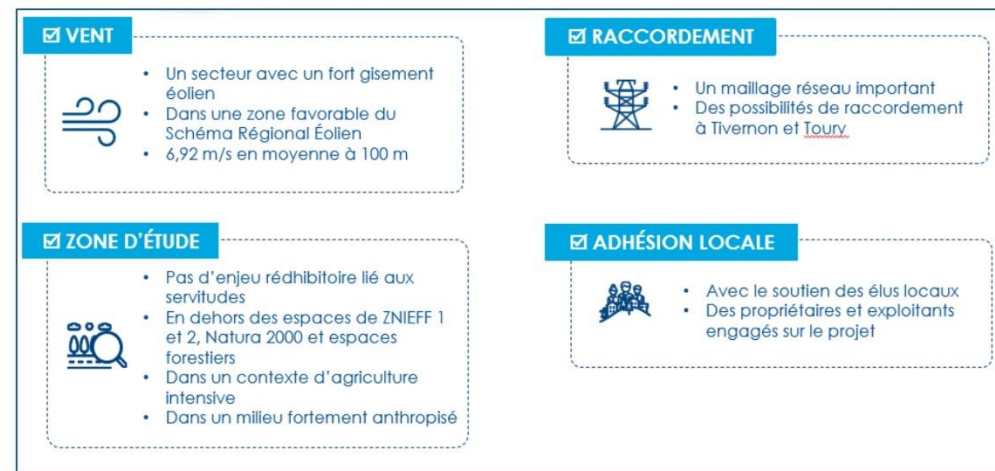 ☑ VENT
• Un secteur avec un fort gisement
éolien
• Dans une zone favorable du
Schéma Régional Éolien
• 6,92 m/s en moyenne à 100 m
☑ RACCORDEMENT
• Un maillage réseau important
• Des possibilités de raccordement
à Tivernon et Toury
☑ ZONE D'ÉTUDE
• Pas d'enjeu rédhibitoire lié aux
servitudes
• En dehors des espaces de ZNIEFF 1
et 2, Natura 2000 et espaces
forestiers
• Dans un contexte d'agriculture
intensive
• Dans un milieu fortement anthropisé
☑ ADHÉSION LOCALE
• Avec le soutien des élus locaux
• Des propriétaires et exploitants
engagés sur le projet